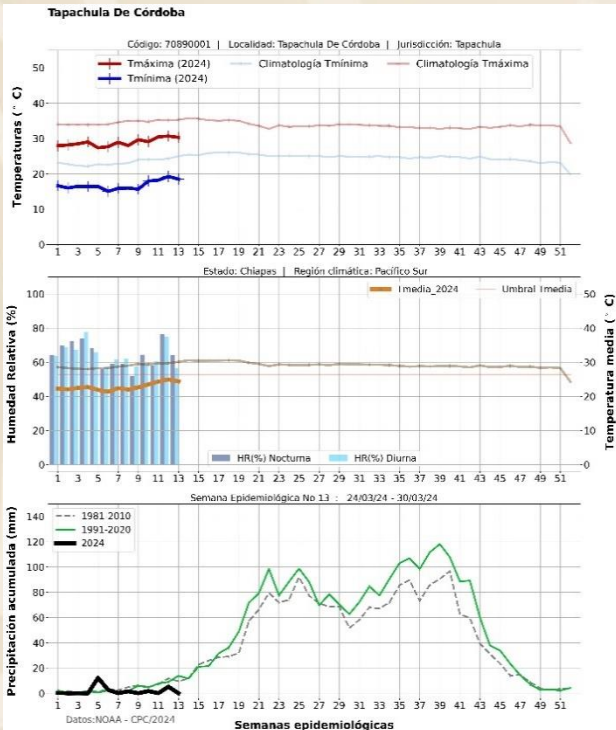 Tapachula De Córdoba
Código: 70890001 | Localidad: Tapachula De Córdoba | Jurisdicción: Tapachula
Tmáxima (2024)
Climatología Tmínima
Climatología Tmáxima
Tmínima (2024)
Temperaturas (° C)
50
40
30
20
10
0
1 3 5 7 9 11 13 15 17 19 21 23 25 27 29 31 33 35 37 39 41 43 45 47 49 51
Estado: Chiapas | Región climática: Pacífico Sur
Tmedia_2024
Umbral Tmedia
Humedad Relativa (%)
100
80
60
40
20
0
Temperatura media (° C)
50
40
30
20
10
0
HR(%) Nocturna
HR(%) Diurna
1 3 5 7 9 11 13 15 17 19 21 23 25 27 29 31 33 35 37 39 41 43 45 47 49 51
Semana Epidemiológica No 13 : 24/03/24 - 30/03/24
1981 2010
1991-2020
2024
Precipitación acumulada (mm)
140
120
100
80
60
40
20
0
1 3 5 7 9 11 13 15 17 19 21 23 25 27 29 31 33 35 37 39 41 43 45 47 49 51
Datos:NOAA - CPC/2024
Semanas epidemiológicas